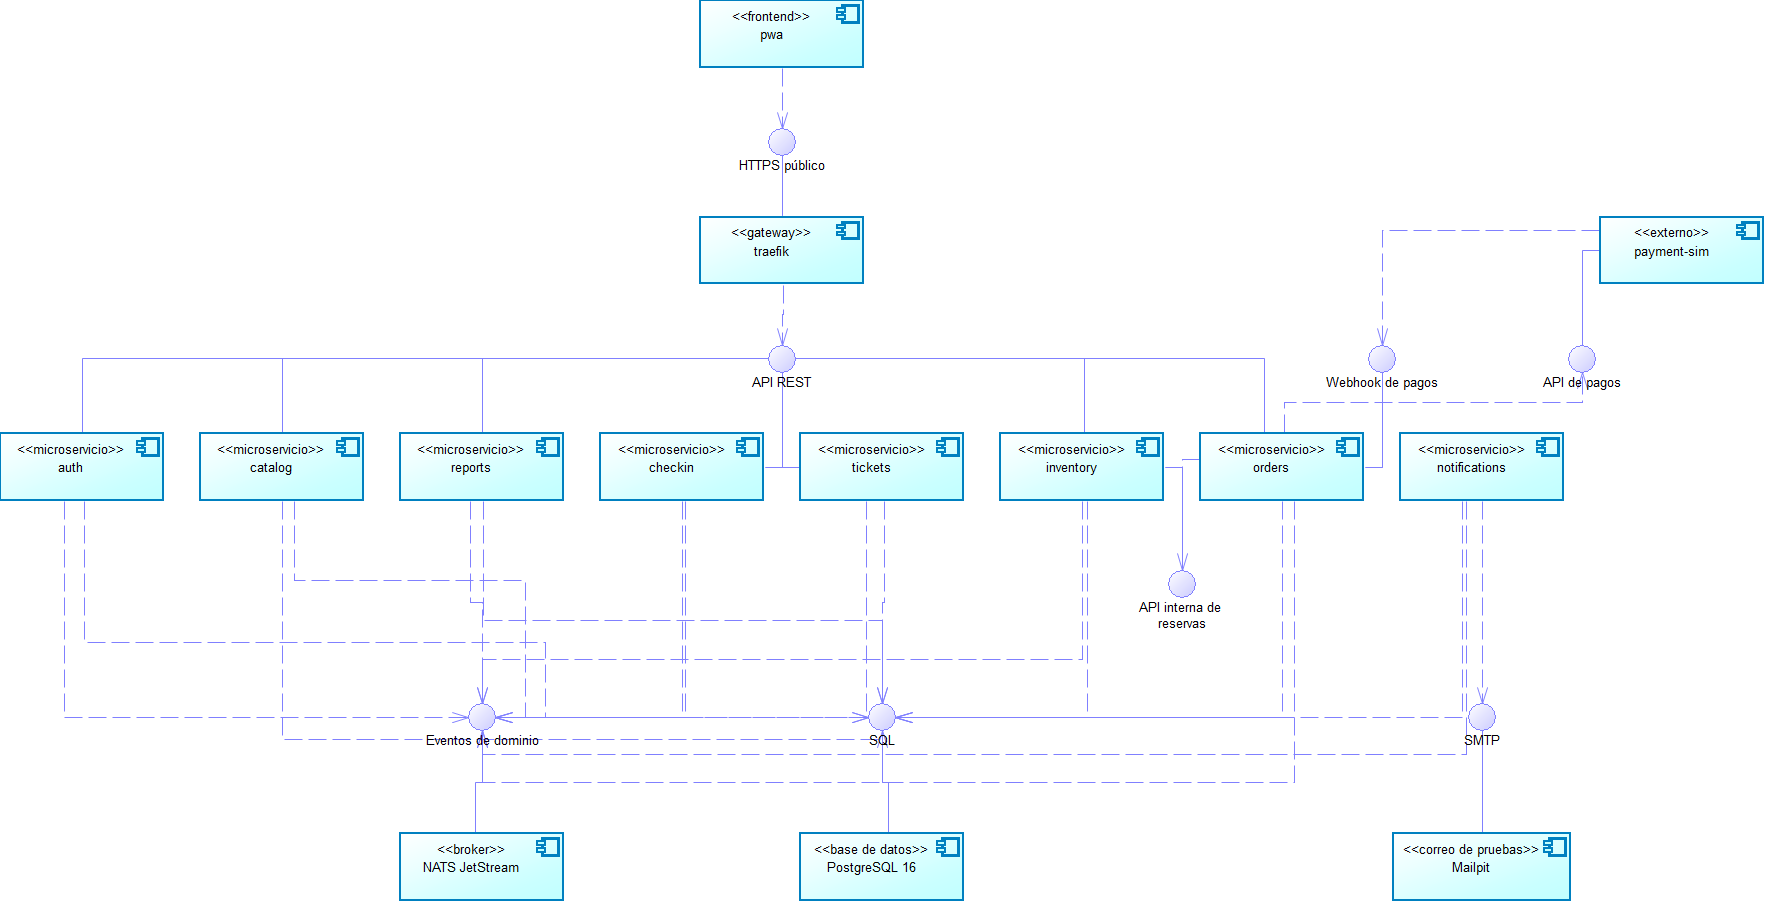 <<frontend>>
pwa
HTTPS público
<<gateway>>
traefik
<<externo>>
payment-sim
API REST
Webhook de pagos
API de pagos
<<microservicio>>
auth
<<microservicio>>
catalog
<<microservicio>>
reports
<<microservicio>>
checkin
<<microservicio>>
tickets
<<microservicio>>
inventory
<<microservicio>>
orders
<<microservicio>>
notifications
API interna de
reservas
Eventos de dominio
SQL
SMTP
<<broker>>
NATS JetStream
<<base de datos>>
PostgreSQL 16
<<correo de pruebas>>
Mailpit